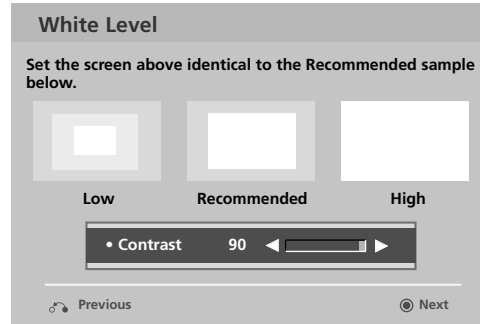 White Level
Set the screen above identical to the Recommended sample
below.
Low Recommended High
• Contrast 90
Previous Next